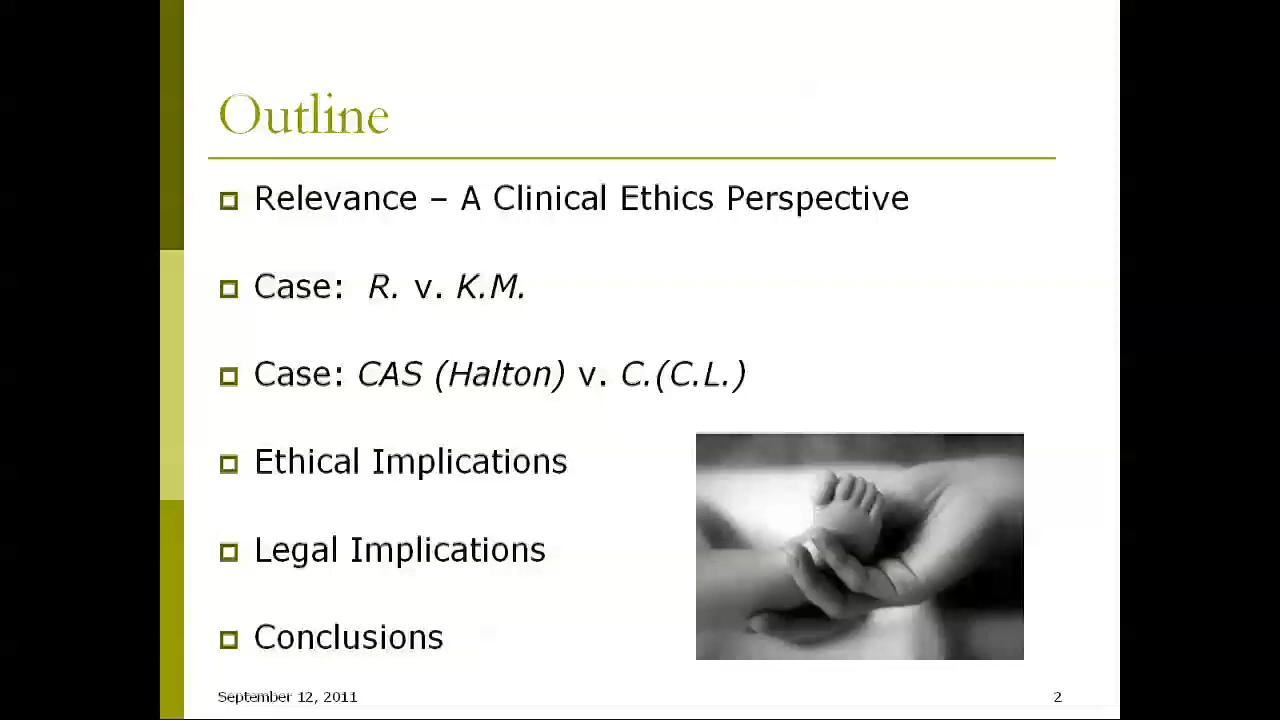 Outline
Relevance – A Clinical Ethics Perspective
Case: R. v. K.M.
Case: CAS (Halton) v. C.(C.L.)
Ethical Implications
Legal Implications
Conclusions
September 12, 2011
2